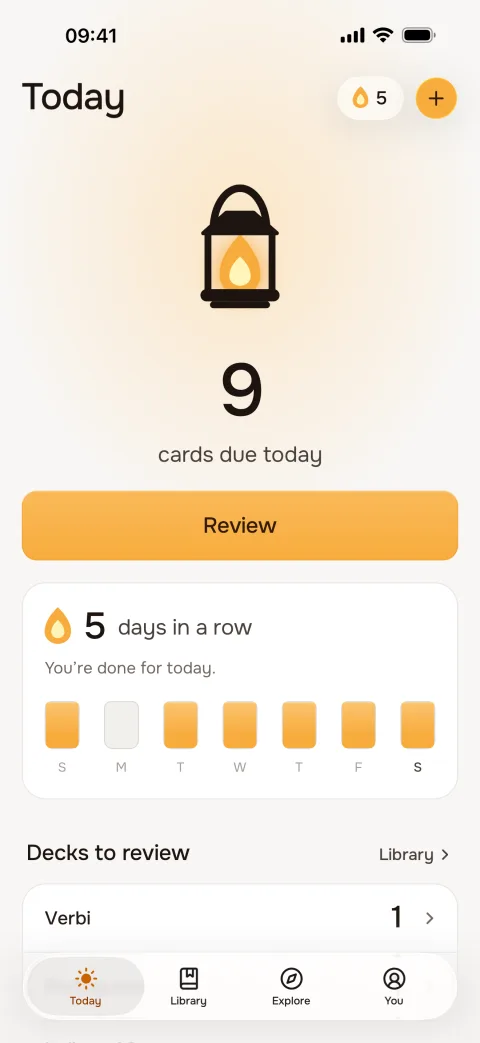 09:41
Today
5
9
cards due today
Review
5 days in a row
You’re done for today.
S M T W T F S
Decks to review
Library
Verbi
1
Today
Library
Explore
You